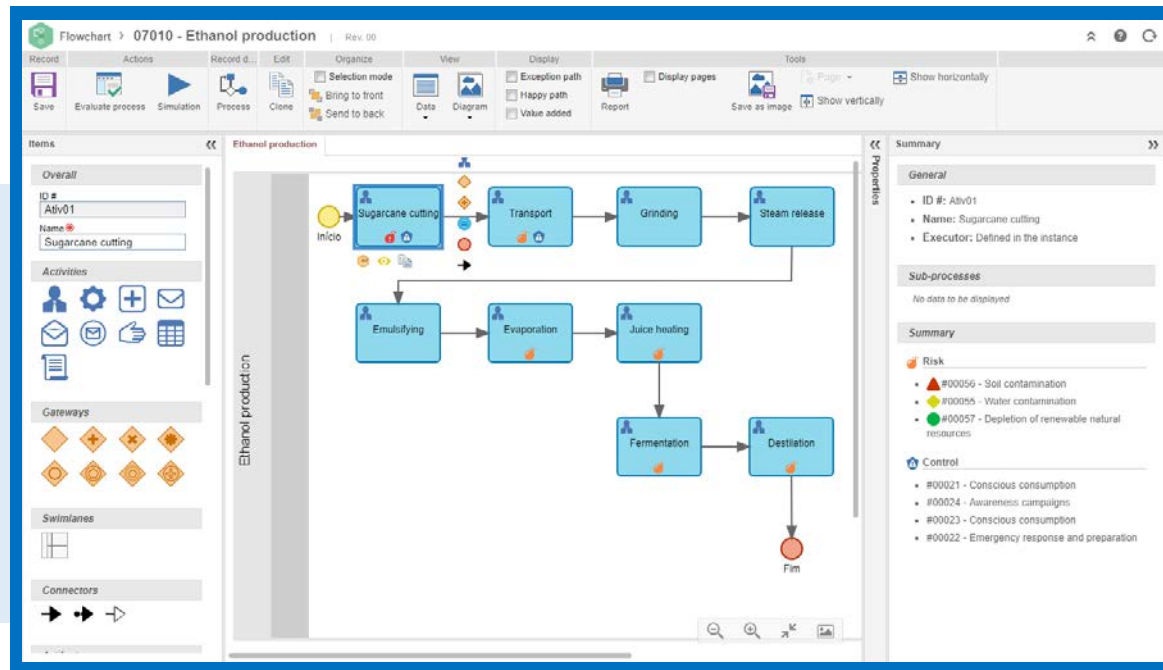 Flowchart > 07010 - Ethanol production | Rev. 00
Record Actions Record d... Edit Organize View Display Tools
Save
Evaluate process
Simulation
Process
Clone
Selection mode
Bring to front
Send to back
Data
Diagram
Exception path
Happy path
Value added
Report
Display pages
Save as image
Page
Show vertically
Show horizontally
Items
Overall
ID #
Ativ01
Name
Sugarcane cutting
Activities
Gateways
Swimlanes
Connectors
Ethanol production
Ethanol production
Início
Sugarcane cutting
Transport
Grinding
Steam release
Emulsifying
Evaporation
Juice heating
Fermentation
Destilation
Fim
Properties
Summary
General
ID #: Ativ01
Name: Sugarcane cutting
Executor: Defined in the instance
Sub-processes
No data to be displayed
Summary
Risk
#00056 - Soil contamination
#00055 - Water contamination
#00057 - Depletion of renewable natural
resources
Control
#00021 - Conscious consumption
#00024 - Awareness campaigns
#00023 - Conscious consumption
#00022 - Emergency response and preparation